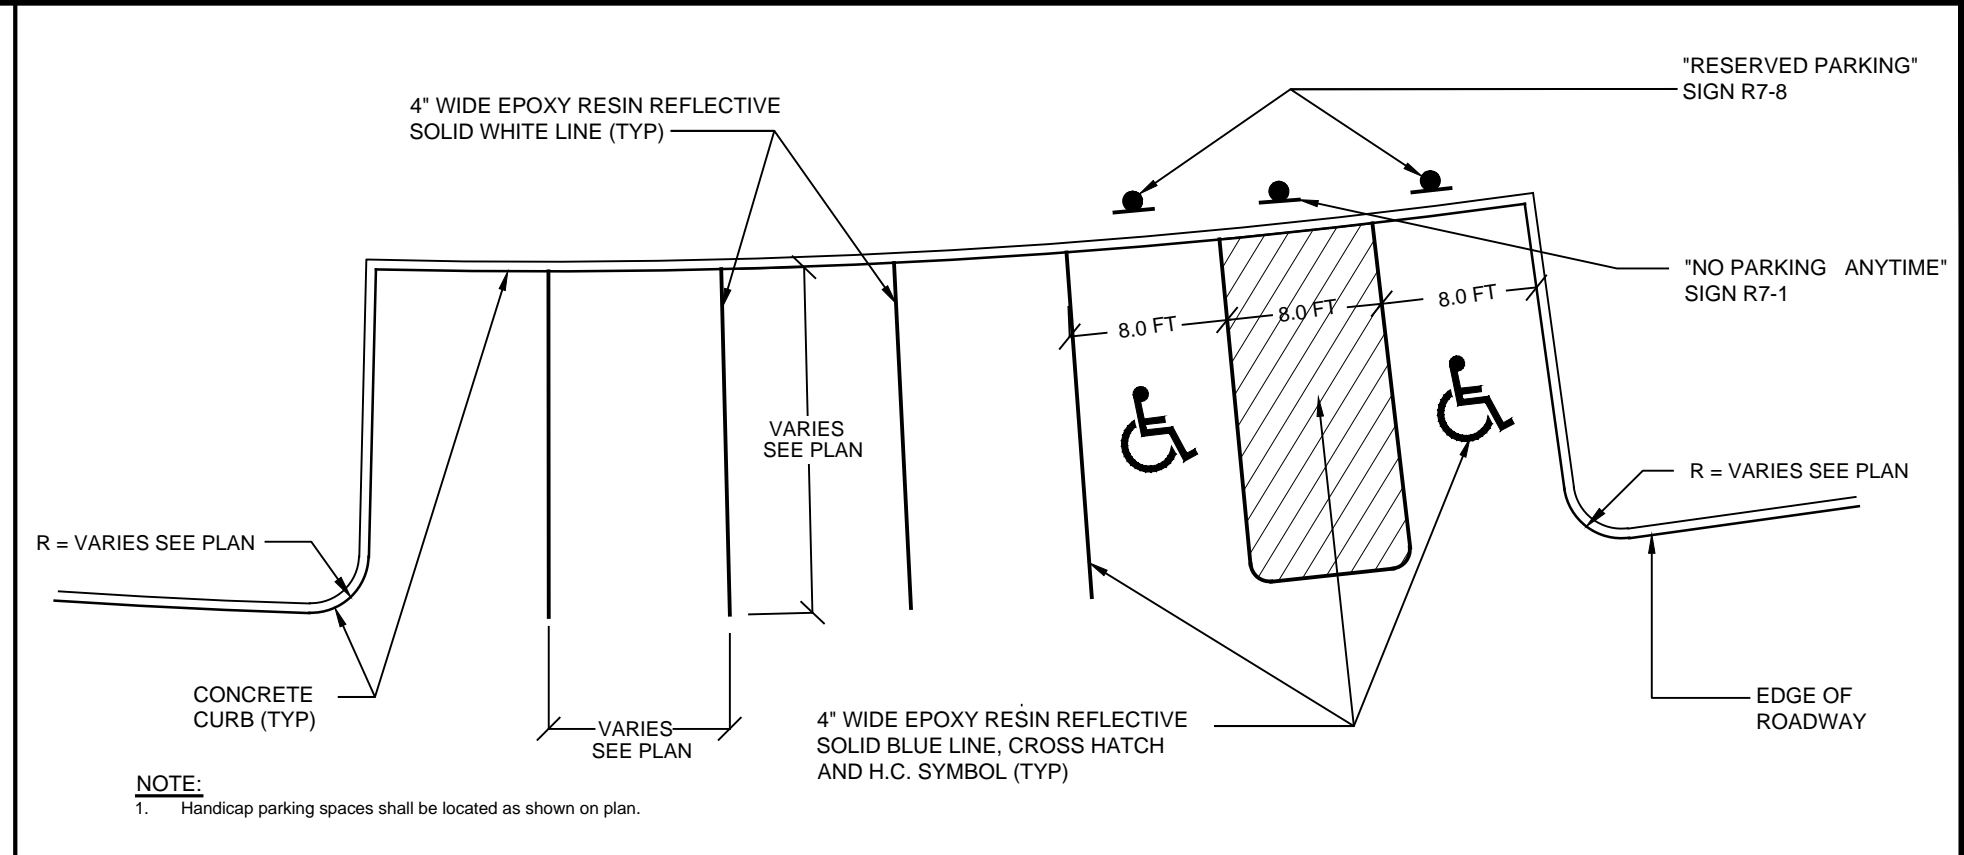 "RESERVED PARKING"
SIGN R7-8
4" WIDE EPOXY RESIN REFLECTIVE
SOLID WHITE LINE (TYP)
"NO PARKING ANYTIME"
SIGN R7-1
8.0 FT
8.0 FT
8.0 FT
VARIES
SEE PLAN
R = VARIES SEE PLAN
R = VARIES SEE PLAN
CONCRETE
CURB (TYP)
VARIES
SEE PLAN
4" WIDE EPOXY RESIN REFLECTIVE
SOLID BLUE LINE, CROSS HATCH
AND H.C. SYMBOL (TYP)
EDGE OF
ROADWAY
NOTE:
1. Handicap parking spaces shall be located as shown on plan.